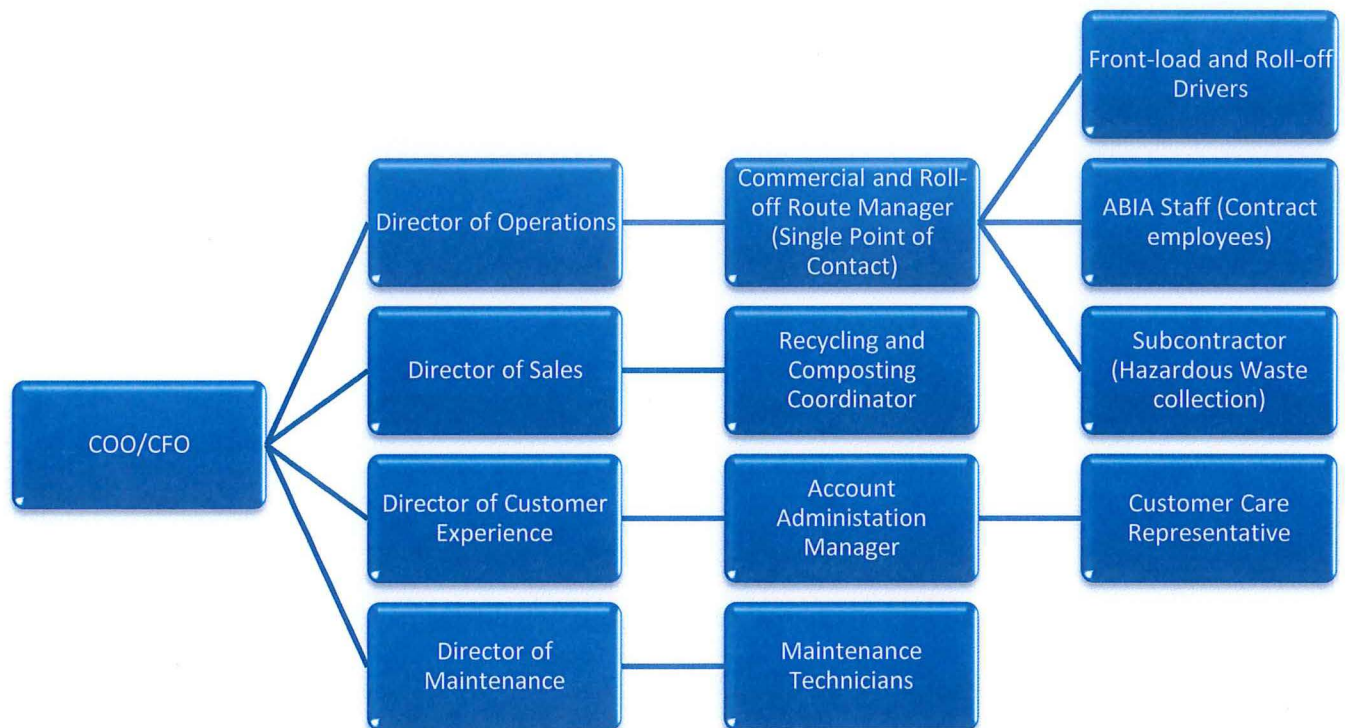 COO/CFO
Director of Operations
Director of Sales
Director of Customer
Experience
Director of
Maintenance
Commercial and Roll-
off Route Manager
(Single Point of
Contact)
Recycling and
Composting
Coordinator
Account
Administation
Manager
Maintenance
Technicians
Front-load and Roll-off
Drivers
ABIA Staff (Contract
employees)
Subcontractor
(Hazardous Waste
collection)
Customer Care
Representative